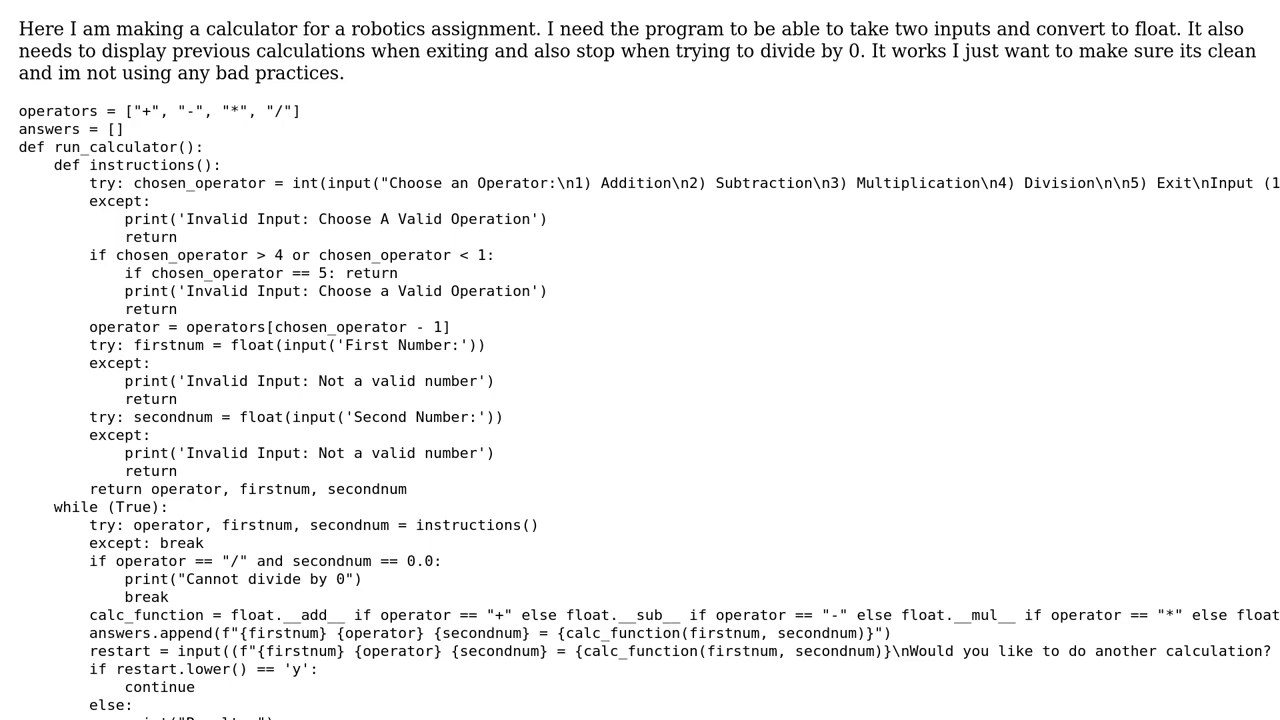 Here I am making a calculator for a robotics assignment. I need the program to be able to take two inputs and convert to float. It also
needs to display previous calculations when exiting and also stop when trying to divide by 0. It works I just want to make sure its clean
and im not using any bad practices.
operators = ["+", "-", "*", "/"]
answers = []
def run_calculator():
    def instructions():
        try: chosen_operator = int(input("Choose an Operator:\n1) Addition\n2) Subtraction\n3) Multiplication\n4) Division\n\n5) Exit\nInput (1
        except:
            print('Invalid Input: Choose A Valid Operation')
            return
        if chosen_operator > 4 or chosen_operator < 1:
            if chosen_operator == 5: return
            print('Invalid Input: Choose a Valid Operation')
            return
        operator = operators[chosen_operator - 1]
        try: firstnum = float(input('First Number:'))
        except:
            print('Invalid Input: Not a valid number')
            return
        try: secondnum = float(input('Second Number:'))
        except:
            print('Invalid Input: Not a valid number')
            return
        return operator, firstnum, secondnum
    while (True):
        try: operator, firstnum, secondnum = instructions()
        except: break
        if operator == "/" and secondnum == 0.0:
            print("Cannot divide by 0")
            break
        calc_function = float.__add__ if operator == "+" else float.__sub__ if operator == "-" else float.__mul__ if operator == "*" else float
        answers.append(f"{firstnum} {operator} {secondnum} = {calc_function(firstnum, secondnum)}")
        restart = input((f"{firstnum} {operator} {secondnum} = {calc_function(firstnum, secondnum)}\nWould you like to do another calculation?
        if restart.lower() == 'y':
            continue
        else: